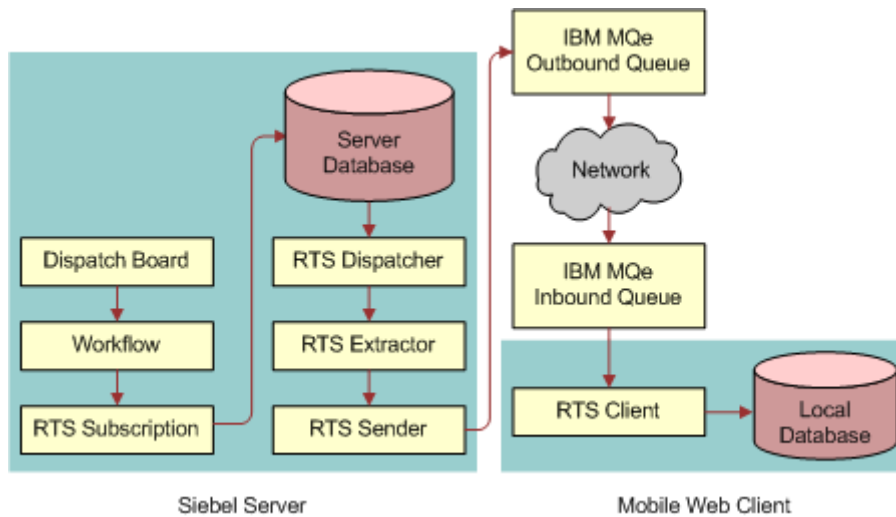 Dispatch Board
Workflow
RTS Subscription
Server
Database
RTS Dispatcher
RTS Extractor
RTS Sender
Siebel Server
IBM MQe
Outbound Queue
Network
IBM MQe
Inbound Queue
RTS Client
Local
Database
Mobile Web Client